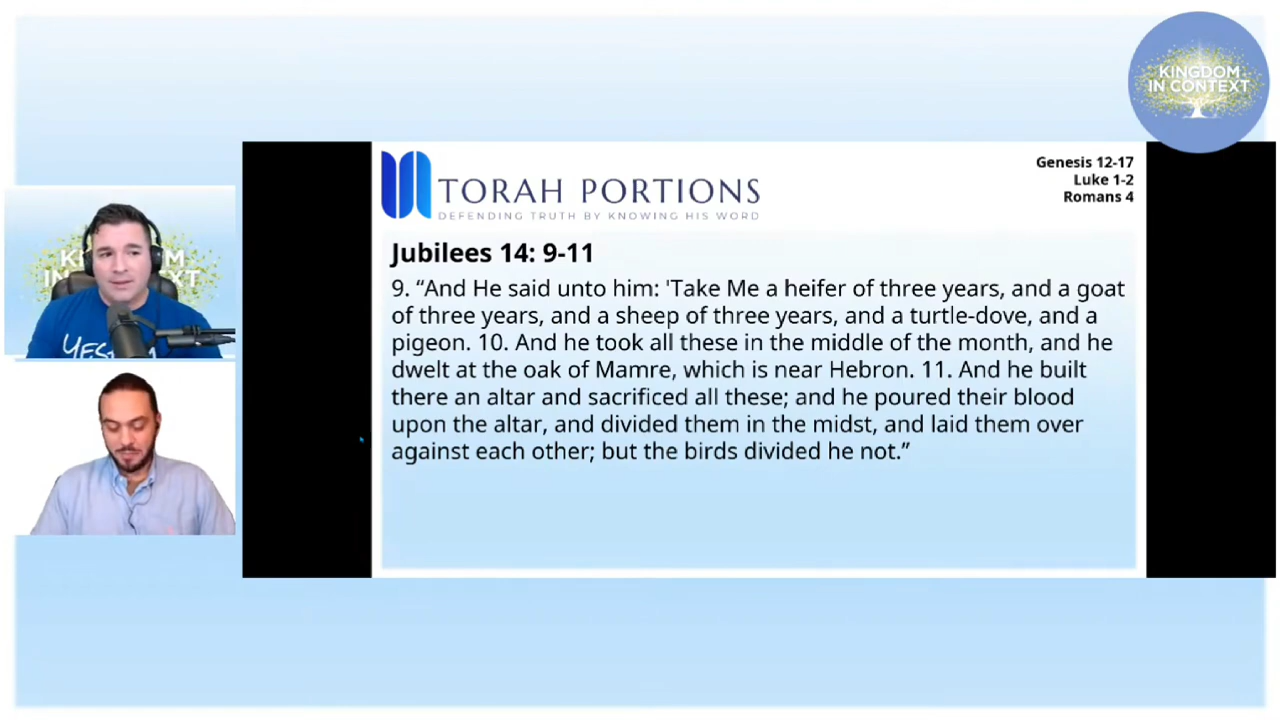 KINGDOM
IN CONTEXT
TORAH PORTIONS
DEFENDING TRUTH BY KNOWING HIS WORD
Genesis 12-17
Luke 1-2
Romans 4
Jubilees 14: 9-11
9. “And He said unto him: 'Take Me a heifer of three years, and a goat
of three years, and a sheep of three years, and a turtle-dove, and a
pigeon. 10. And he took all these in the middle of the month, and he
dwelt at the oak of Mamre, which is near Hebron. 11. And he built
there an altar and sacrificed all these; and he poured their blood
upon the altar, and divided them in the midst, and laid them over
against each other; but the birds divided he not.”